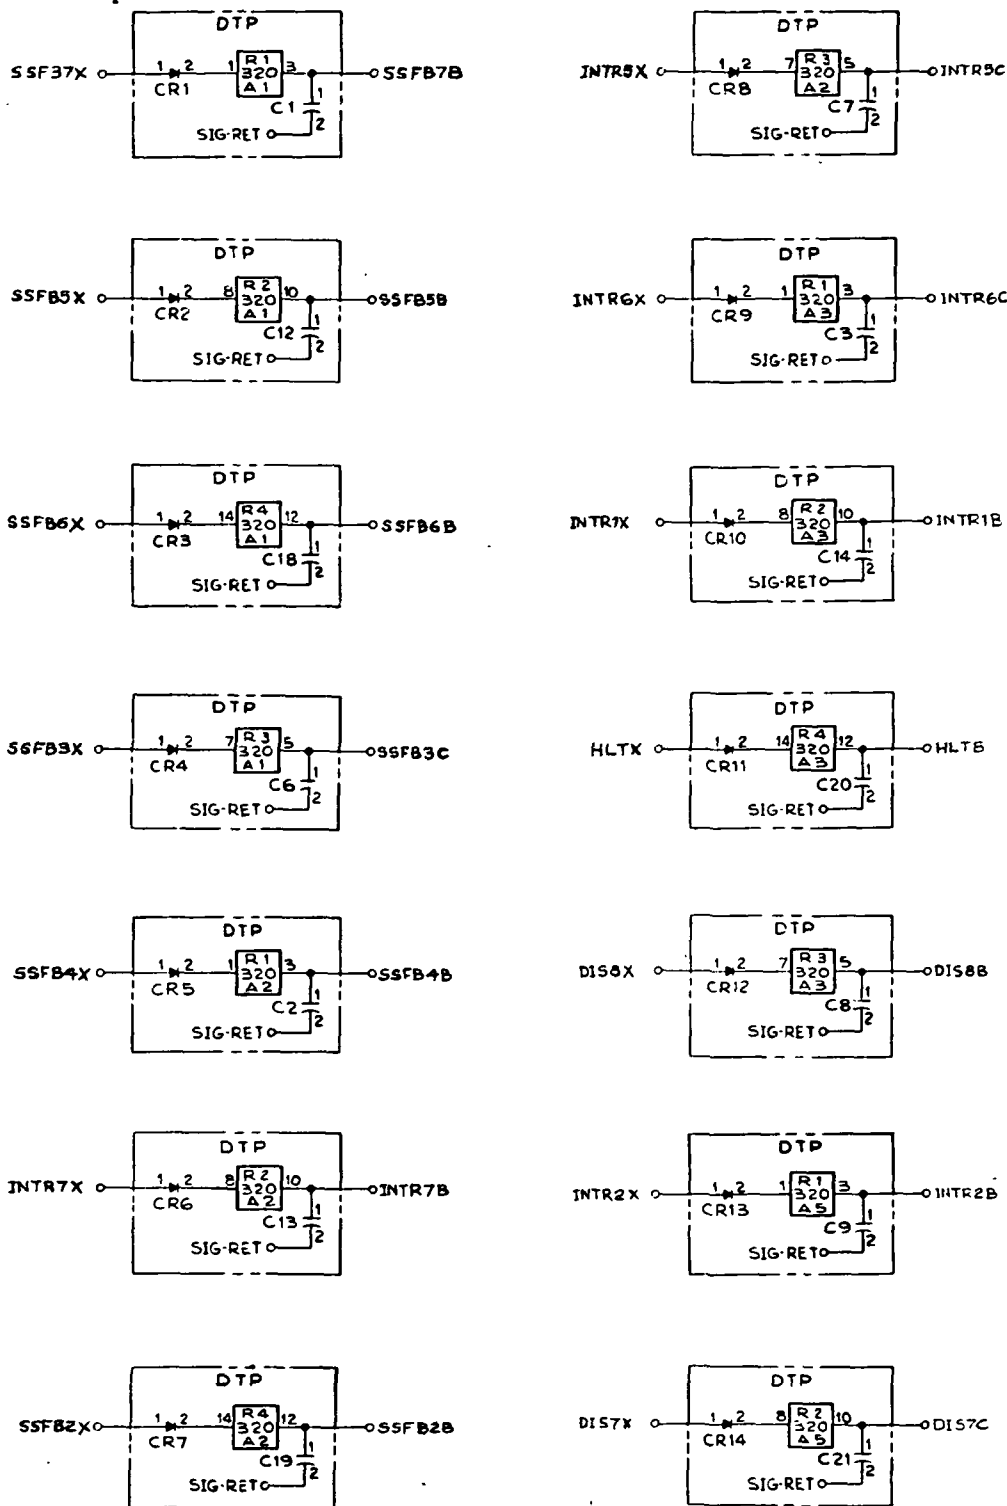 DTP
SSF37X 1 2 1 R1 3 SSFB7B
CR1 320
A1 C1 1
SIG-RET 2
DTP
INTR5X 1 2 7 R3 5 INTR5C
CR8 320
A2 C7 1
SIG-RET 2
DTP
SSFB5X 1 2 8 R2 10 SSFB5B
CR2 320
A1 C12 1
SIG-RET 2
DTP
INTR6X 1 2 1 R1 3 INTR6C
CR9 320
A3 C3 1
SIG-RET 2
DTP
SSFB6X 1 2 14 R4 12 SSFB6B
CR3 320
A1 C18 1
SIG-RET 2
DTP
INTR1X 1 2 8 R2 10 INTR1B
CR10 320
A3 C14 1
SIG-RET 2
DTP
SSFB3X 1 2 7 R3 5 SSFB3C
CR4 320
A1 C6 1
SIG-RET 2
DTP
HLTX 1 2 14 R4 12 HLTB
CR11 320
A3 C20 1
SIG-RET 2
DTP
SSFB4X 1 2 1 R1 3 SSFB4B
CR5 320
A2 C2 1
SIG-RET 2
DTP
DIS8X 1 2 7 R3 5 DIS8B
CR12 320
A3 C8 1
SIG-RET 2
DTP
INTR7X 1 2 8 R2 10 INTR7B
CR6 320
A2 C13 1
SIG-RET 2
DTP
INTR2X 1 2 1 R1 3 INTR2B
CR13 320
A5 C9 1
SIG-RET 2
DTP
SSFB2X 1 2 14 R4 12 SSFB2B
CR7 320
A2 C19 1
SIG-RET 2
DTP
DIS7X 1 2 8 R2 10 DIS7C
CR14 320
A5 C21 1
SIG-RET 2